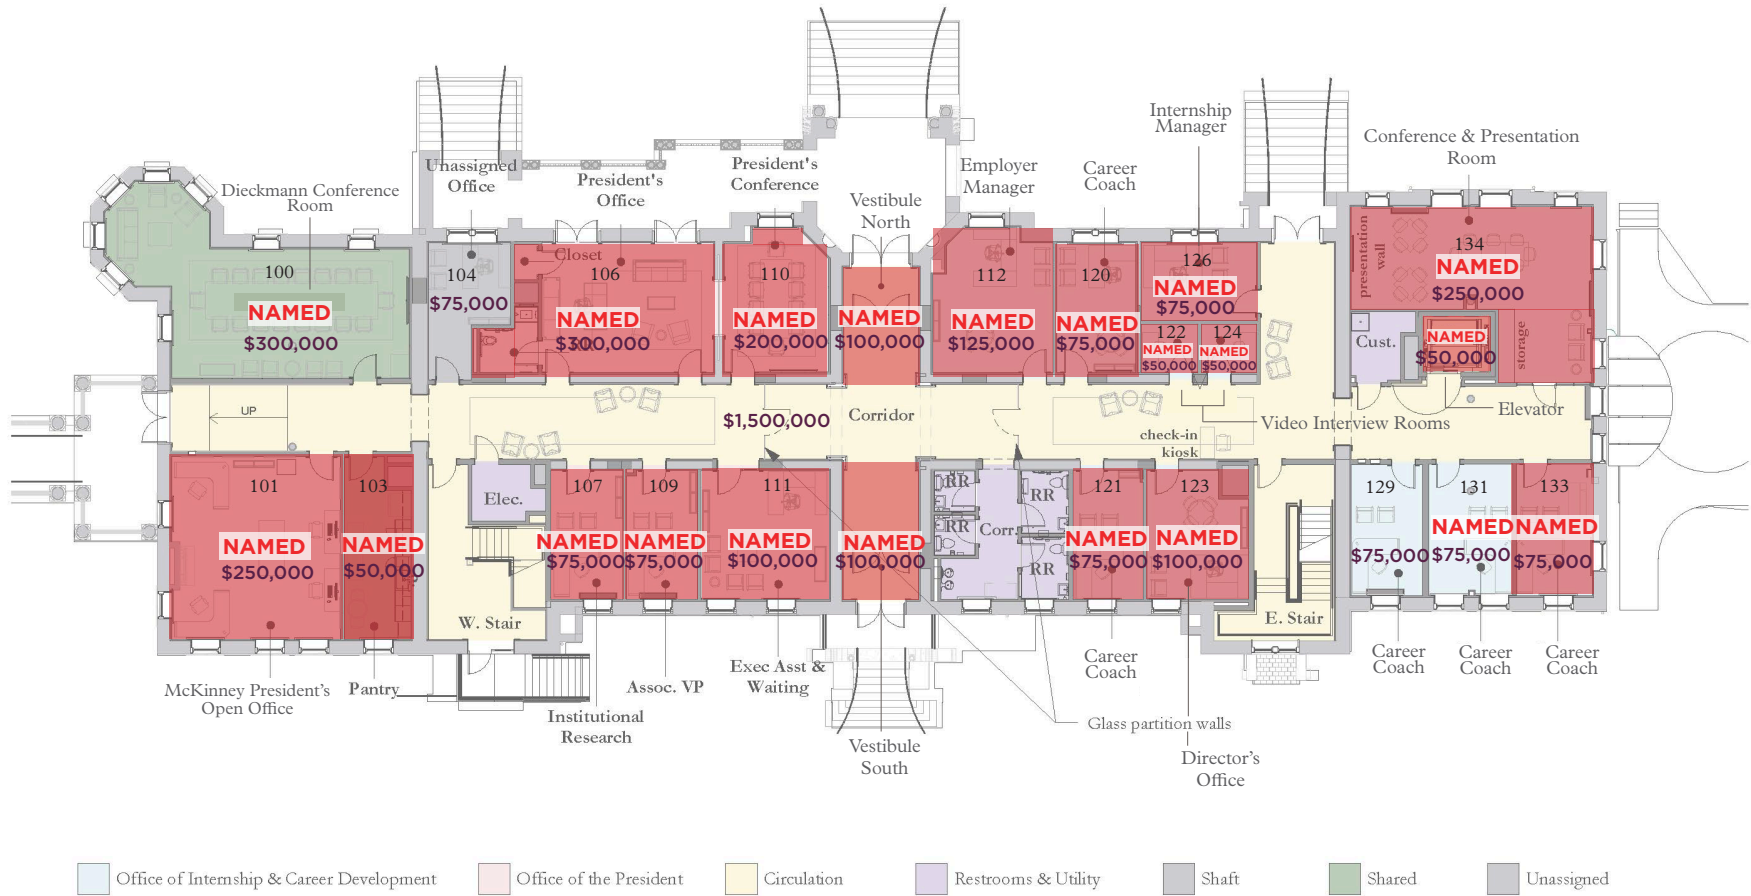 Internship
Manager
Conference & Presentation
Room
Unassigned
Office
President's
Office
President's
Conference
Employer
Manager
Career
Coach
Dieckmann Conference
Room
Vestibule
North
100
NAMED
$300,000
104
$75,000
Closet
106
NAMED
$300,000
110
NAMED
$200,000
NAMED
$100,000
112
NAMED
$125,000
120
NAMED
$75,000
126
NAMED
$75,000
122
NAMED
$50,000
124
NAMED
$50,000
presentation
wall
134
NAMED
$250,000
Cust.
NAMED
$50,000
storage
UP
$1,500,000
Corridor
check-in
kiosk
Video Interview Rooms
Elevator
101
NAMED
$250,000
103
NAMED
$50,000
Elec.
W. Stair
107
NAMED
$75,000
109
NAMED
$75,000
111
NAMED
$100,000
NAMED
$100,000
RR
RR
Corr.
RR
RR
121
NAMED
$75,000
123
NAMED
$100,000
E. Stair
129
$75,000
131
NAMED
$75,000
133
NAMED
$75,000
McKinney President's
Open Office
Pantry
Institutional
Research
Assoc. VP
Exec Asst &
Waiting
Vestibule
South
Career
Coach
Glass partition walls
Director's
Office
Career
Coach
Career
Coach
Career
Coach
Office of Internship & Career Development
Office of the President
Circulation
Restrooms & Utility
Shaft
Shared
Unassigned